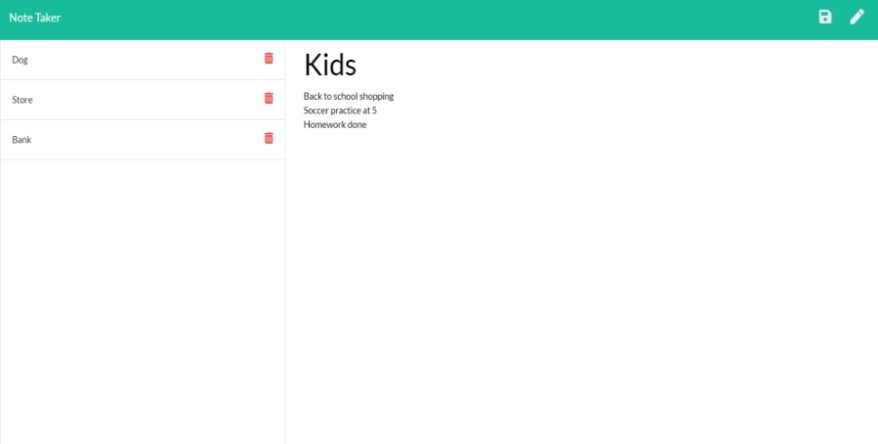 Note Taker
Dog
Store
Bank
Kids
Back to school shopping
Soccer practice at 5
Homework done